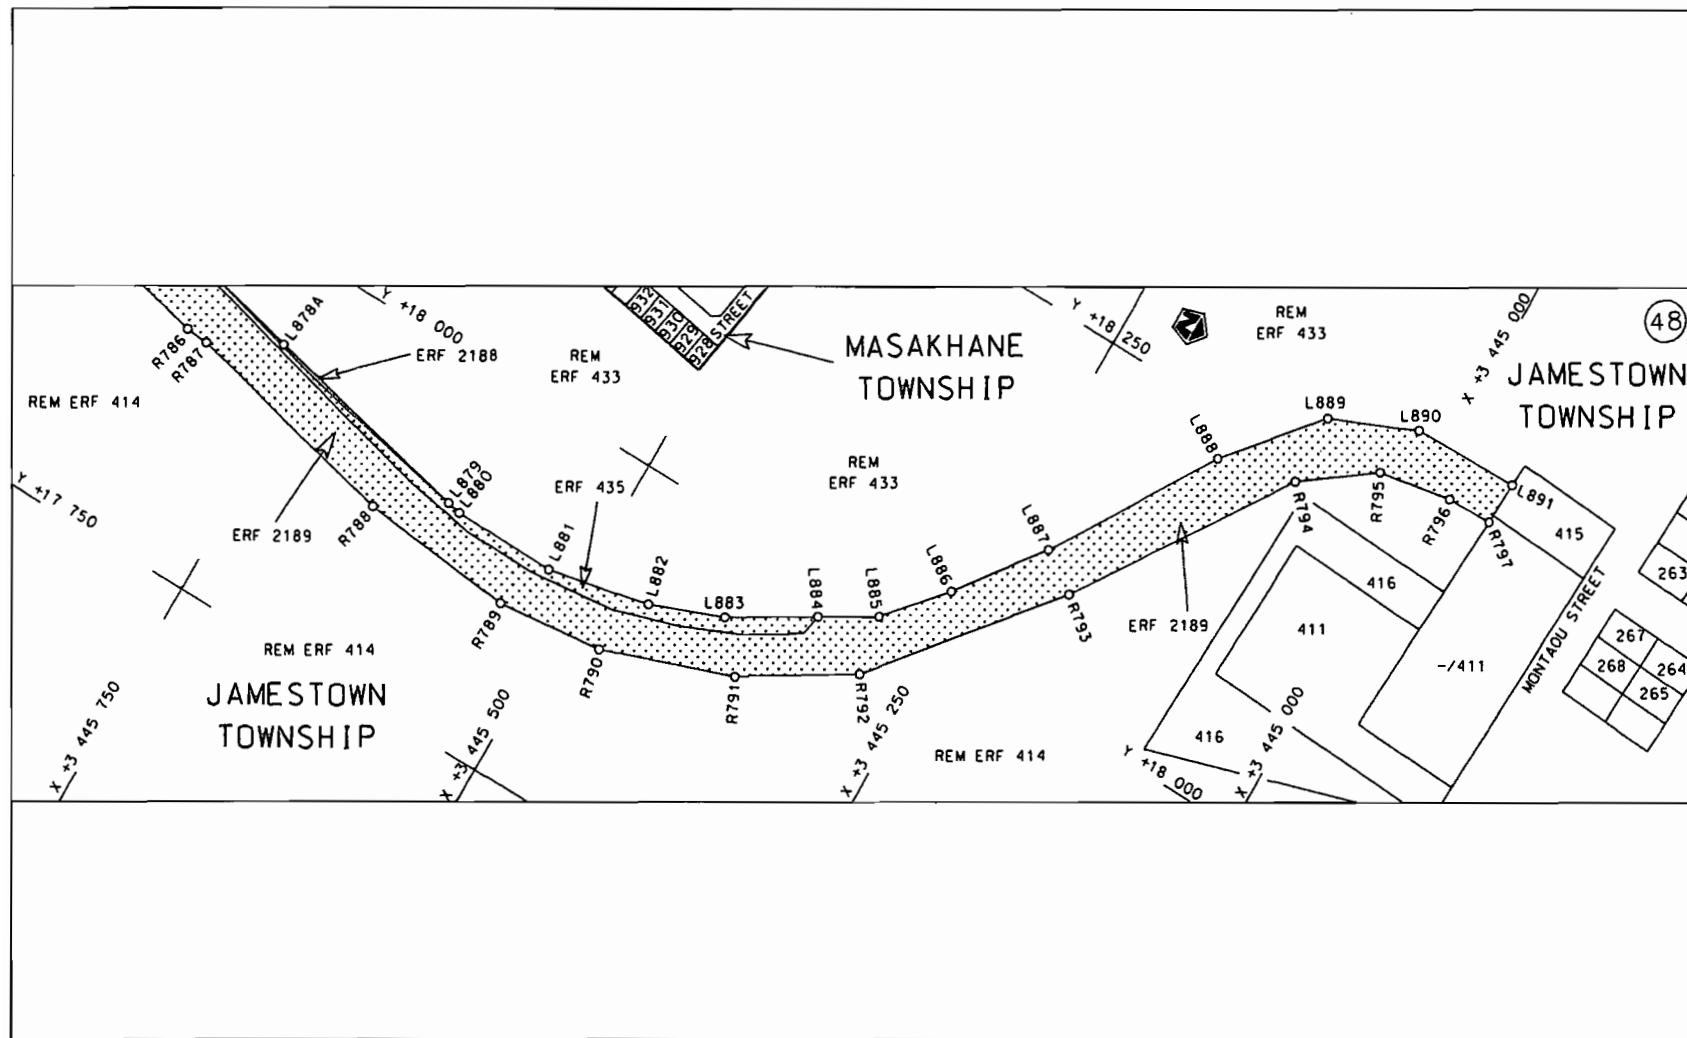 48
L878A
R786
R787
ERF 2188
Y +18 000
REM
ERF 433
932
931
930
929
928
STREET
MASAKHANE
TOWNSHIP
Y +18 250
N
REM
ERF 433
X +3 445 000
JAMESTOWN
TOWNSHIP
REM ERF 414
Y +17 750
ERF 2189
R788
L879
L880
ERF 435
REM
ERF 433
L881
L882
L883
L884
L885
L886
L887
L888
L889
L890
L891
R789
R790
R791
R792
R793
R794
R795
R796
R797
ERF 2189
415
416
411
-/411
416
MONTAOU STREET
263
267
268
264
265
REM ERF 414
JAMESTOWN
TOWNSHIP
X +3 445 750
X +3 445 500
X +3 445 250
REM ERF 414
Y +18 000
X +3 445 000